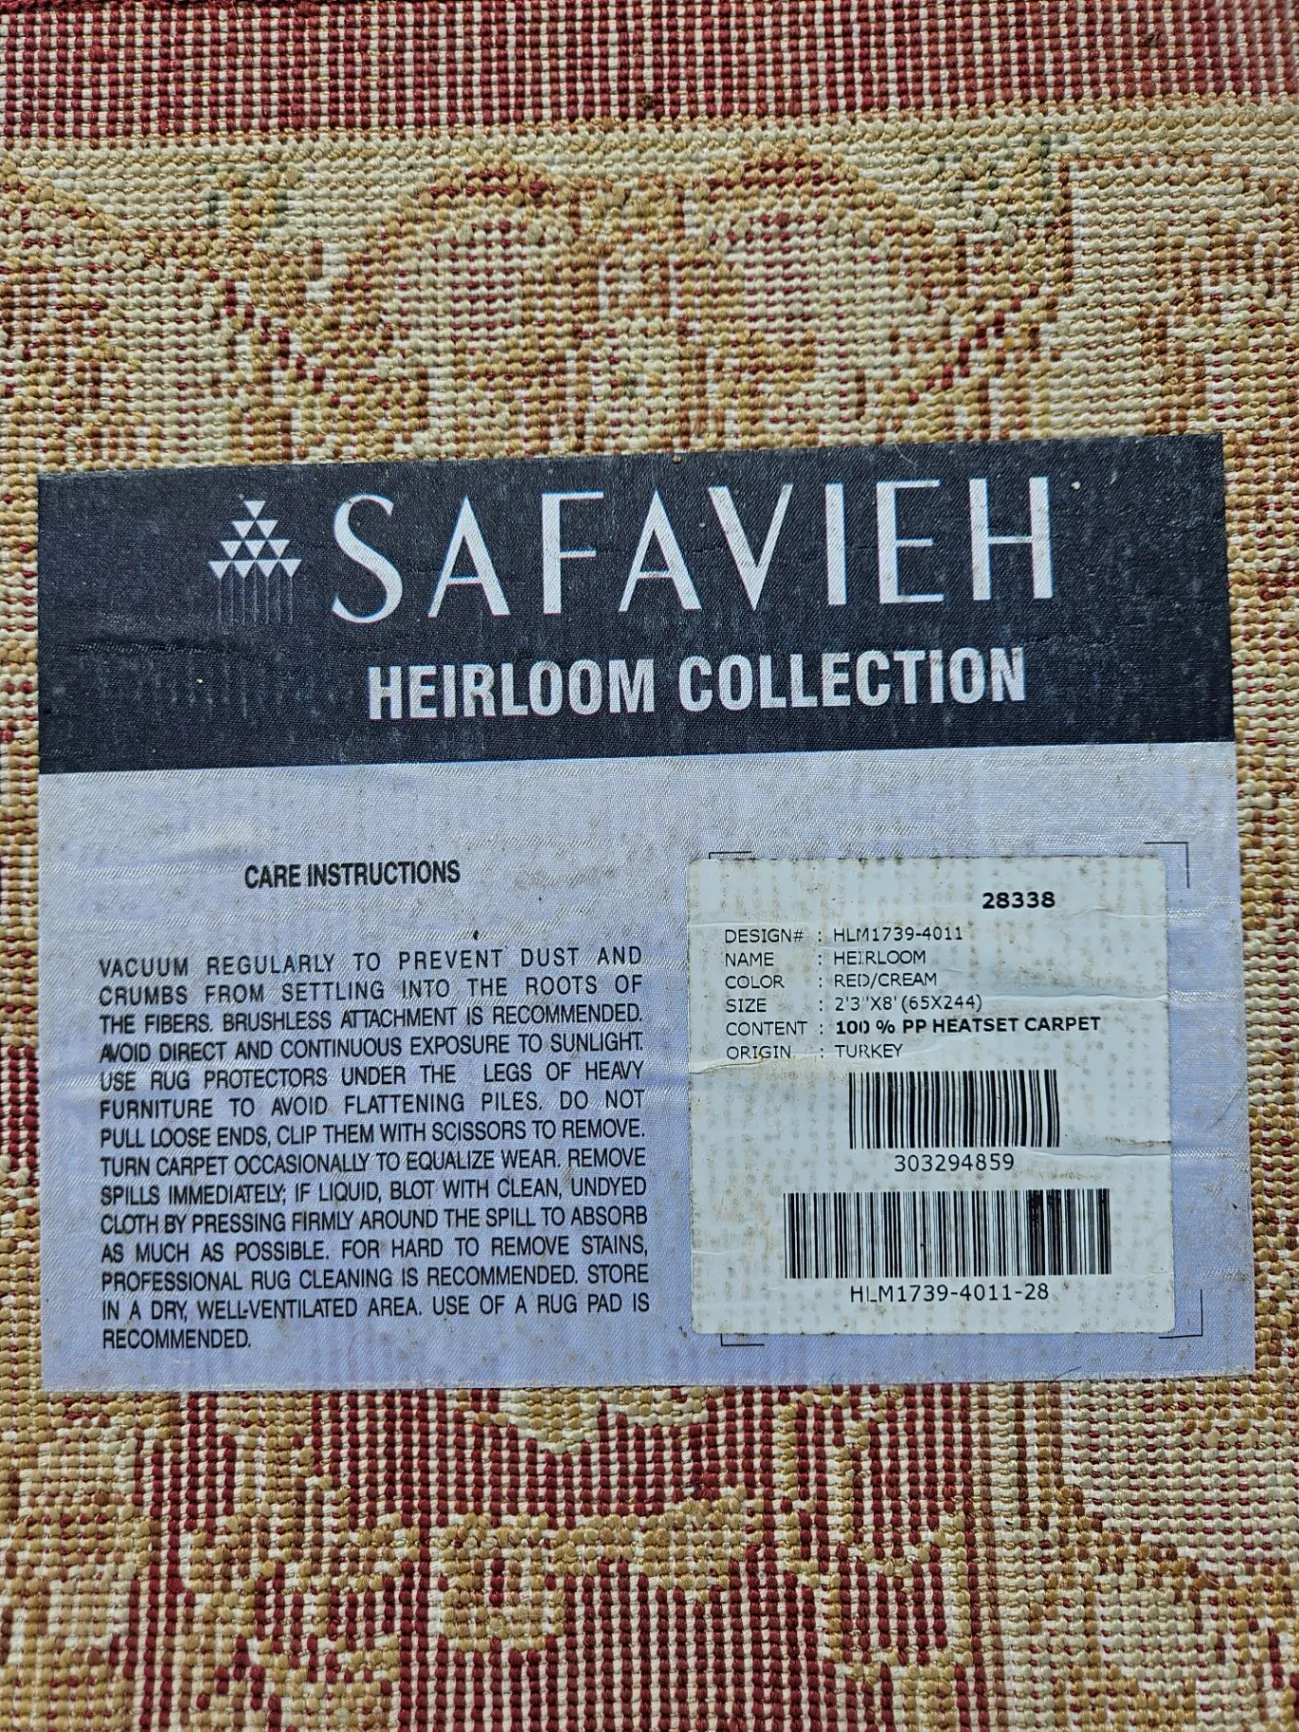 SAFAVIEH
HEIRLOOM COLLECTION
CARE INSTRUCTIONS
VACUUM REGULARLY TO PREVENT DUST AND
CRUMBS FROM SETTLING INTO THE ROOTS OF
THE FIBERS. BRUSHLESS ATTACHMENT IS RECOMMENDED.
AVOID DIRECT AND CONTINUOUS EXPOSURE TO SUNLIGHT.
USE RUG PROTECTORS UNDER THE LEGS OF HEAVY
FURNITURE TO AVOID FLATTENING PILES. DO NOT
PULL LOOSE ENDS, CLIP THEM WITH SCISSORS TO REMOVE.
TURN CARPET OCCASIONALLY TO EQUALIZE WEAR. REMOVE
SPILLS IMMEDIATELY; IF LIQUID, BLOT WITH CLEAN, UNDYED
CLOTH BY PRESSING FIRMLY AROUND THE SPILL TO ABSORB
AS MUCH AS POSSIBLE. FOR HARD TO REMOVE STAINS,
PROFESSIONAL RUG CLEANING IS RECOMMENDED. STORE
IN A DRY, WELL-VENTILATED AREA. USE OF A RUG PAD IS
RECOMMENDED.
28338
DESIGN# : HLM1739-4011
NAME : HEIRLOOM
COLOR : RED/CREAM
SIZE : 2'3"X8' (65X244)
CONTENT : 100 % PP HEATSET CARPET
ORIGIN : TURKEY
303294859
HLM1739-4011-28